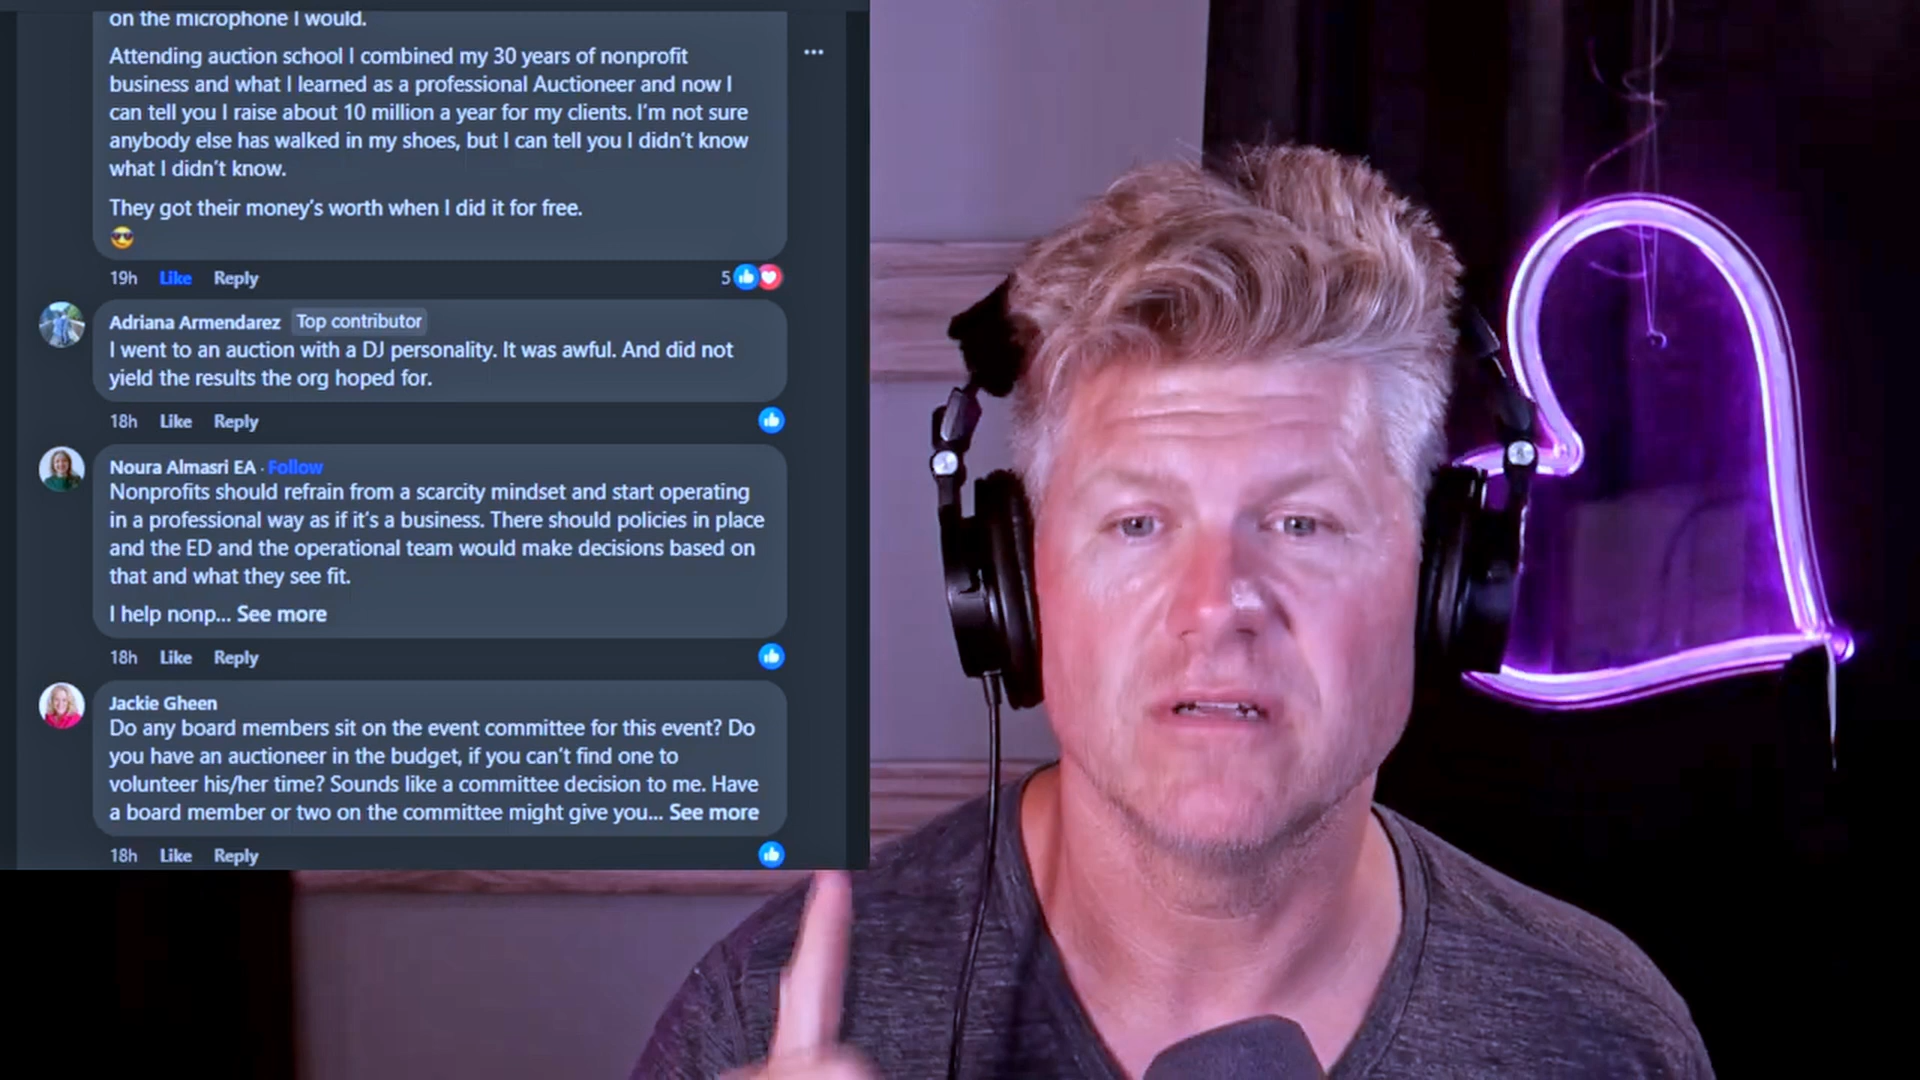 on the microphone I would.
Attending auction school I combined my 30 years of nonprofit
business and what I learned as a professional Auctioneer and now I
can tell you I raise about 10 million a year for my clients. I'm not sure
anybody else has walked in my shoes, but I can tell you I didn't know
what I didn't know.
They got their money's worth when I did it for free.
19h Like Reply 5
Adriana Armendarez Top contributor
I went to an auction with a DJ personality. It was awful. And did not
yield the results the org hoped for.
18h Like Reply
Noura Almasri EA · Follow
Nonprofits should refrain from a scarcity mindset and start operating
in a professional way as if it's a business. There should policies in place
and the ED and the operational team would make decisions based on
that and what they see fit.
I help nonp... See more
18h Like Reply
Jackie Gheen
Do any board members sit on the event committee for this event? Do
you have an auctioneer in the budget, if you can't find one to
volunteer his/her time? Sounds like a committee decision to me. Have
a board member or two on the committee might give you... See more
18h Like Reply